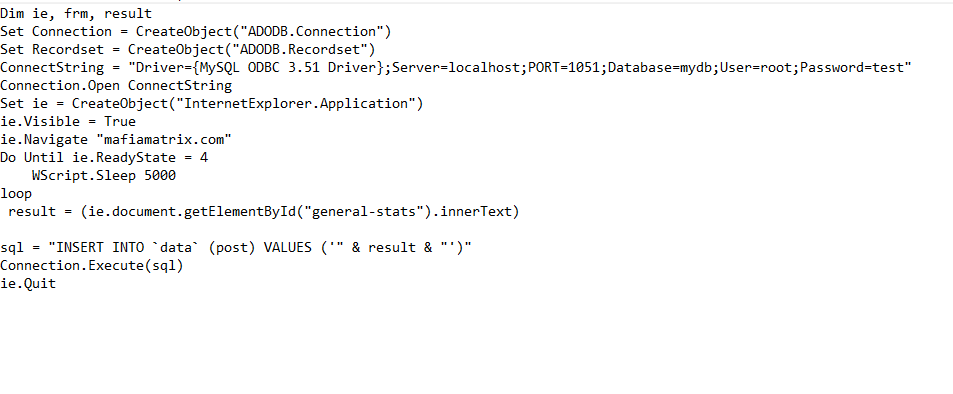 Dim ie, frm, result
Set Connection = CreateObject("ADODB.Connection")
Set Recordset = CreateObject("ADODB.Recordset")
ConnectString = "Driver={MySQL ODBC 3.51 Driver};Server=localhost;PORT=1051;Database=mydb;User=root;Password=test"
Connection.Open ConnectString
Set ie = CreateObject("InternetExplorer.Application")
ie.Visible = True
ie.Navigate "mafiamatrix.com"
Do Until ie.ReadyState = 4
    WScript.Sleep 5000
loop
 result = (ie.document.getElementById("general-stats").innerText)

sql = "INSERT INTO `data` (post) VALUES ('" & result & "')"
Connection.Execute(sql)
ie.Quit